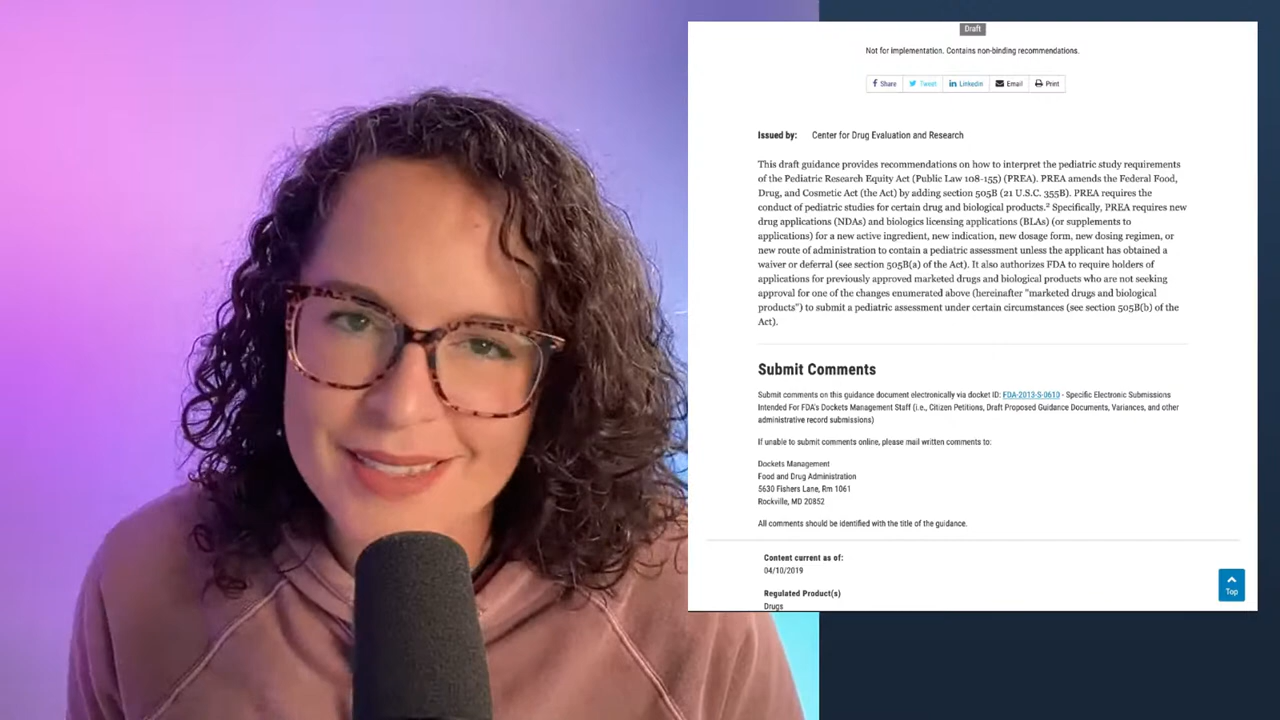 Draft
Not for implementation. Contains non-binding recommendations.
Share Tweet Linkedin Email Print
Issued by: Center for Drug Evaluation and Research
This draft guidance provides recommendations on how to interpret the pediatric study requirements
of the Pediatric Research Equity Act (Public Law 108-155) (PREA). PREA amends the Federal Food,
Drug, and Cosmetic Act (the Act) by adding section 505B (21 U.S.C. 355B). PREA requires the
conduct of pediatric studies for certain drug and biological products.² Specifically, PREA requires new
drug applications (NDAs) and biologics licensing applications (BLAs) (or supplements to
applications) for a new active ingredient, new indication, new dosage form, new dosing regimen, or
new route of administration to contain a pediatric assessment unless the applicant has obtained a
waiver or deferral (see section 505B(a) of the Act). It also authorizes FDA to require holders of
applications for previously approved marketed drugs and biological products who are not seeking
approval for one of the changes enumerated above (hereinafter "marketed drugs and biological
products") to submit a pediatric assessment under certain circumstances (see section 505B(b) of the
Act).
Submit Comments
Submit comments on this guidance document electronically via docket ID: FDA-2013-S-0610 - Specific Electronic Submissions
Intended For FDA's Dockets Management Staff (i.e., Citizen Petitions, Draft Proposed Guidance Documents, Variances, and other
administrative record submissions)
If unable to submit comments online, please mail written comments to:
Dockets Management
Food and Drug Administration
5630 Fishers Lane, Rm 1061
Rockville, MD 20852
All comments should be identified with the title of the guidance.
Content current as of:
04/10/2019
Regulated Product(s)
Drugs
Top